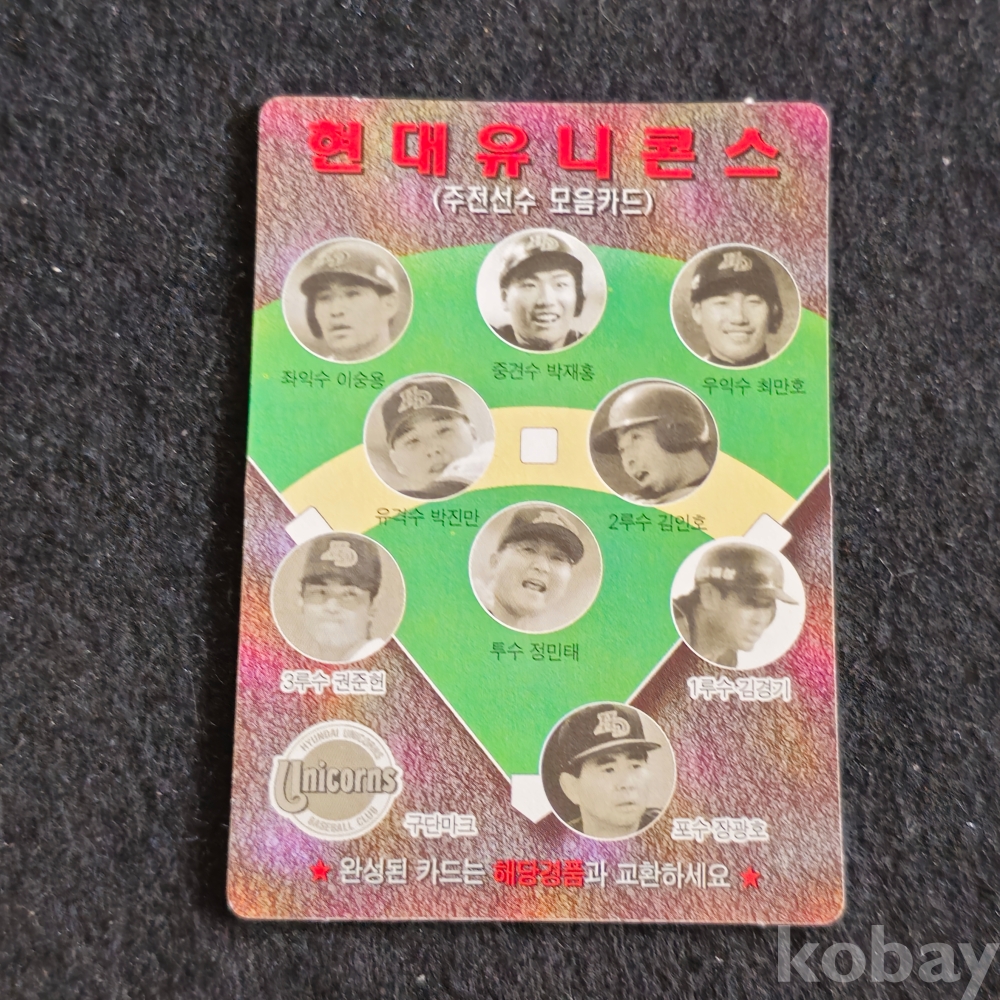 현대유니콘스
(주전선수 모음카드)
좌익수 이숭용
중견수 박재홍
우익수 최만호
유격수 박진만
2루수 김인호
3루수 권준헌
투수 정민태
1루수 김경기
HYUNDAI UNICORNS
Unicorns
BASEBALL CLUB
구단마크
포수 장광호
★ 완성된 카드는 해당경품과 교환하세요 ★
kobay